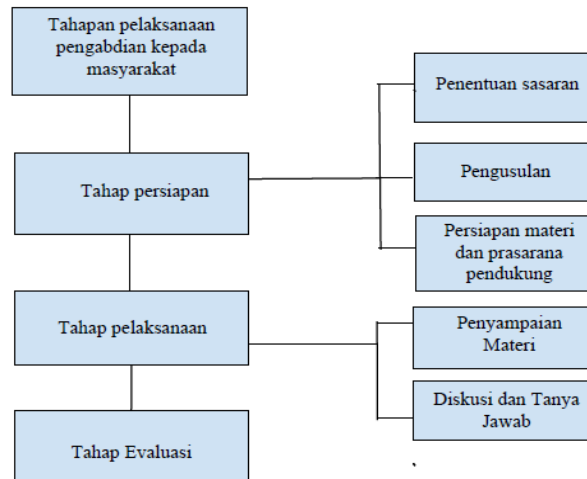 Tahapan pelaksanaan
pengabdian kepada
masyarakat
Penentuan sasaran
Tahap persiapan
Pengusulan
Persiapan materi
dan prasarana
pendukung
Tahap pelaksanaan
Penyampaian
Materi
Diskusi dan Tanya
Jawab
Tahap Evaluasi